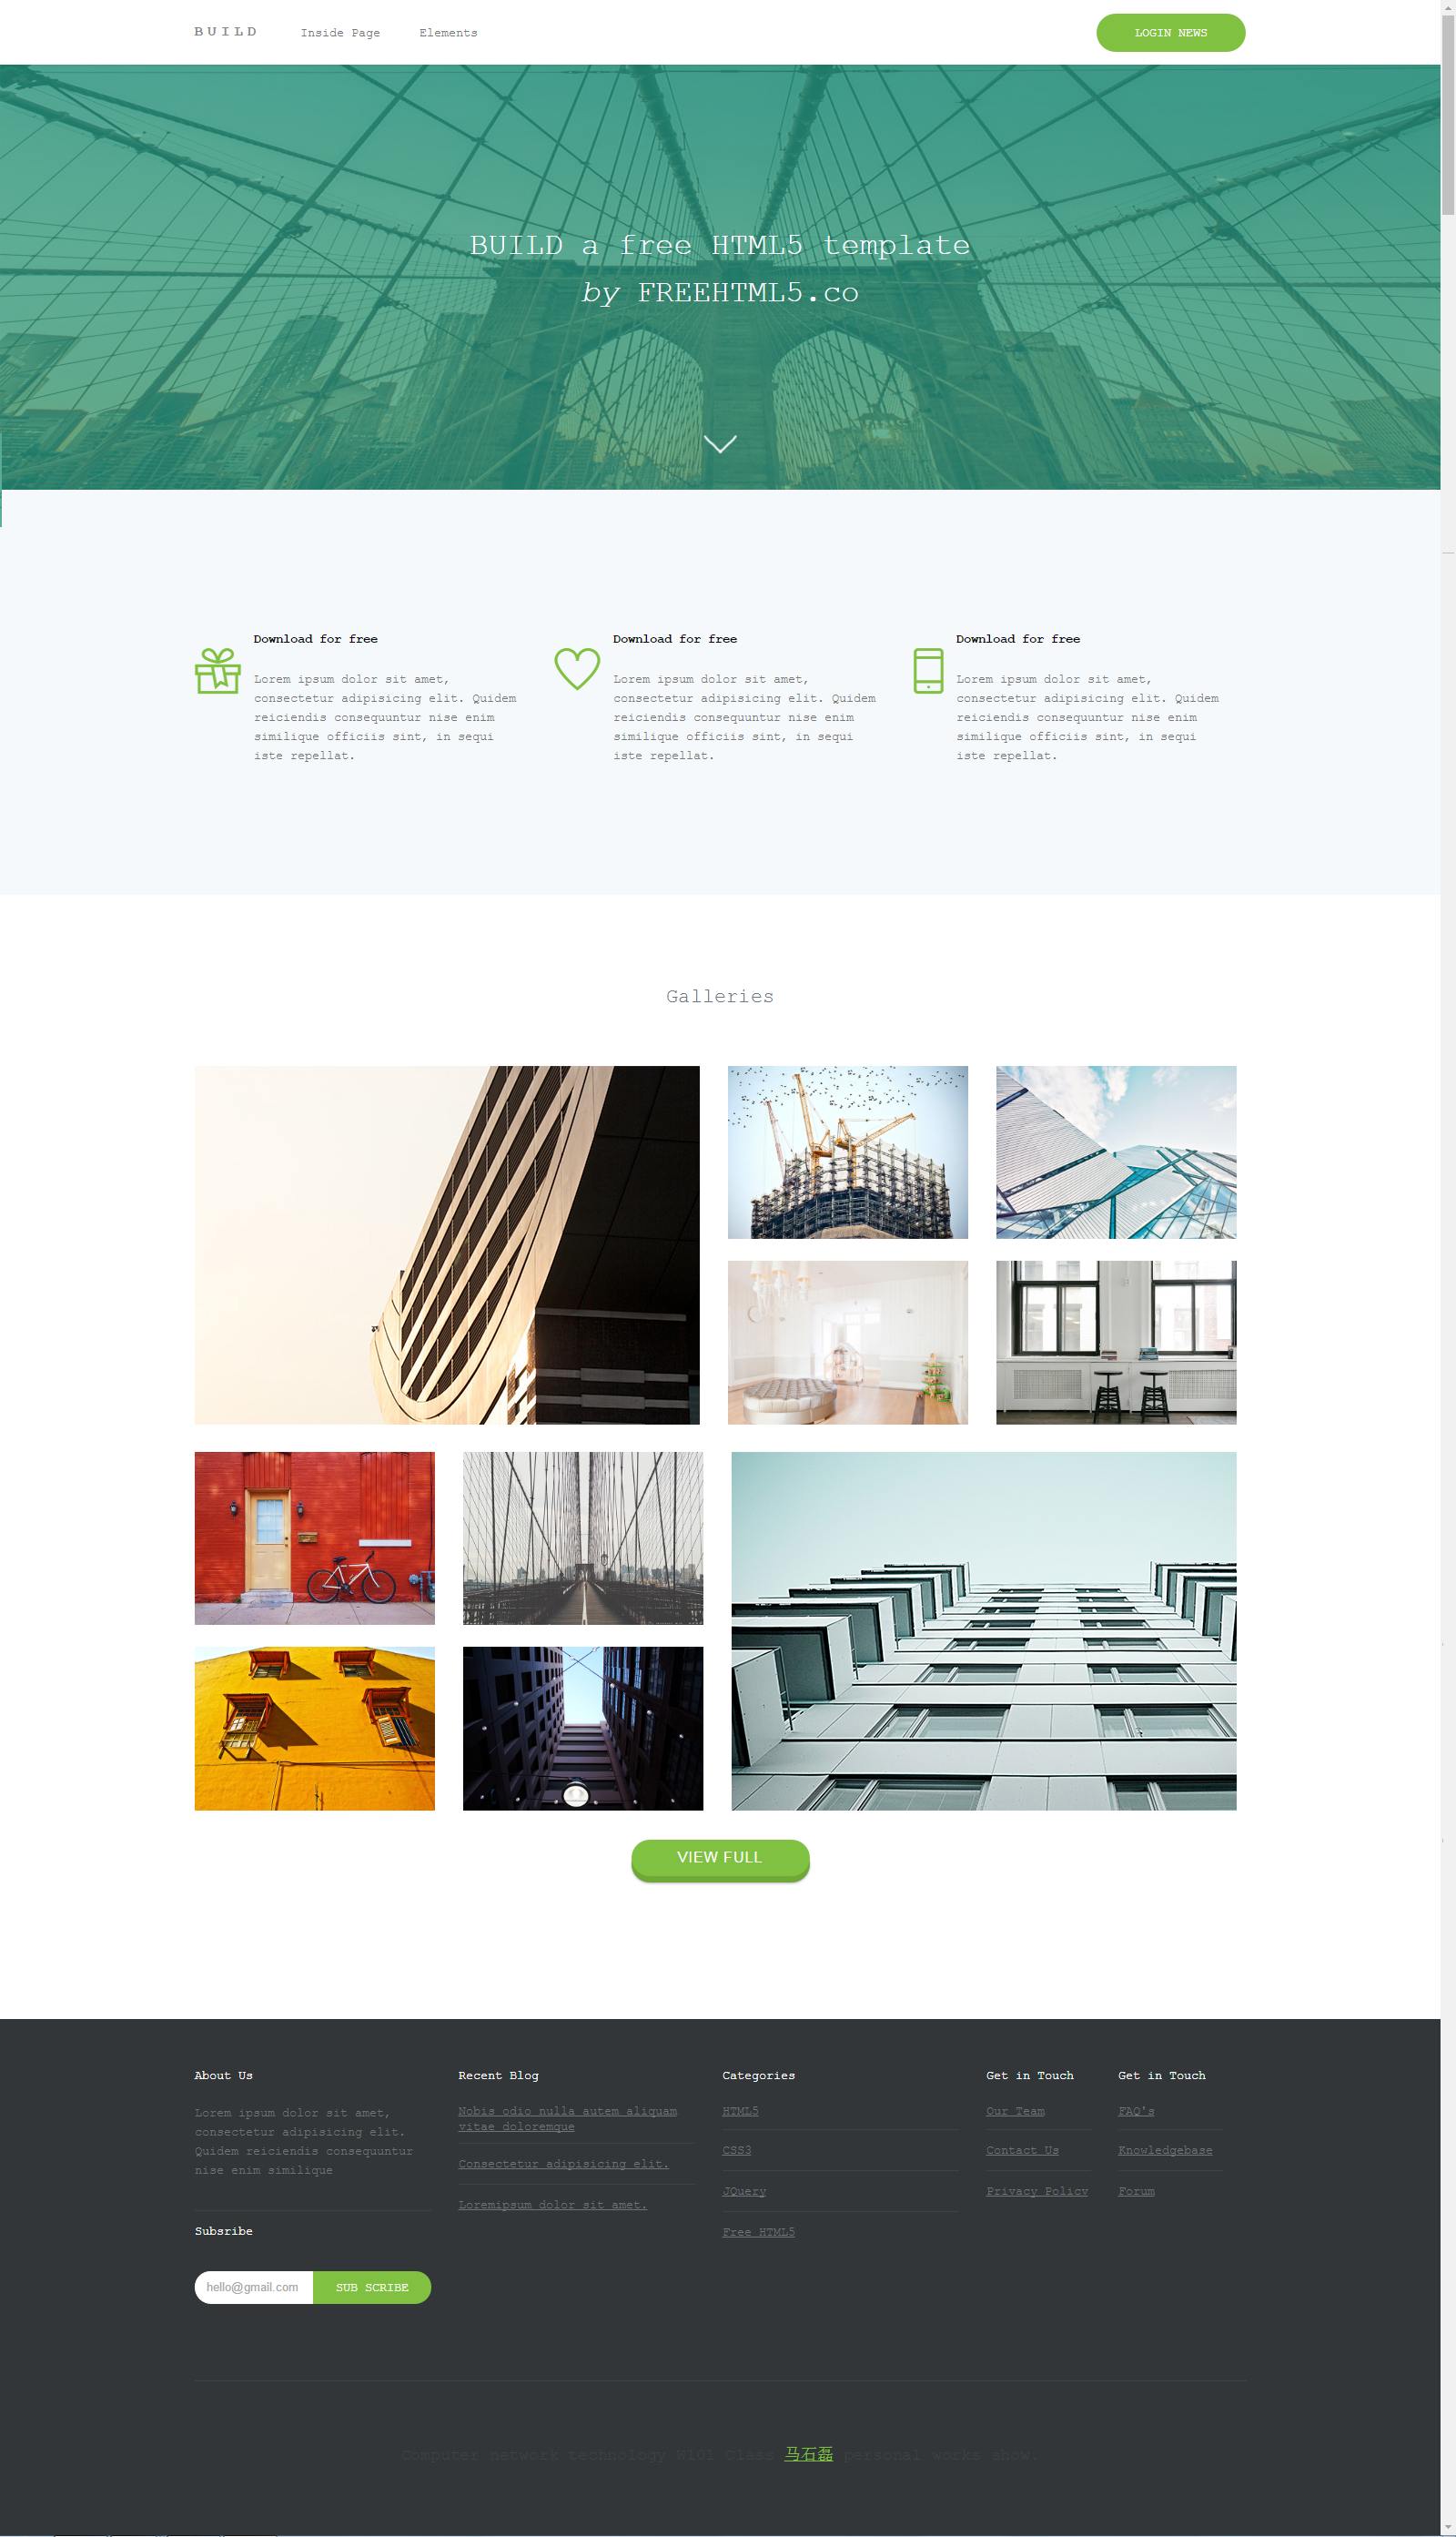 BUILD
Inside Page
Elements
LOGIN NEWS
BUILD a free HTML5 template
by FREEHTML5.co
Download for free
Lorem ipsum dolor sit amet,
consectetur adipisicing elit. Quidem
reiciendis consequuntur nise enim
similique officiis sint, in sequi
iste repellat.
Download for free
Lorem ipsum dolor sit amet,
consectetur adipisicing elit. Quidem
reiciendis consequuntur nise enim
similique officiis sint, in sequi
iste repellat.
Download for free
Lorem ipsum dolor sit amet,
consectetur adipisicing elit. Quidem
reiciendis consequuntur nise enim
similique officiis sint, in sequi
iste repellat.
Galleries
VIEW FULL
About Us
Lorem ipsum dolor sit amet,
consectetur adipisicing elit.
Quidem reiciendis consequuntur
nise enim similique
Subsribe
hello@gmail.com
SUB SCRIBE
Recent Blog
Nobis odio nulla autem aliquam
vitae doloremque
Consectetur adipisicing elit.
Loremipsum dolor sit amet.
Categories
HTML5
CSS3
JQuery
Free HTML5
Get in Touch
Our Team
Contact Us
Privacy Policy
Get in Touch
FAQ's
Knowledgebase
Forum
Computer network technology W101 Class 马石磊 personal works show.